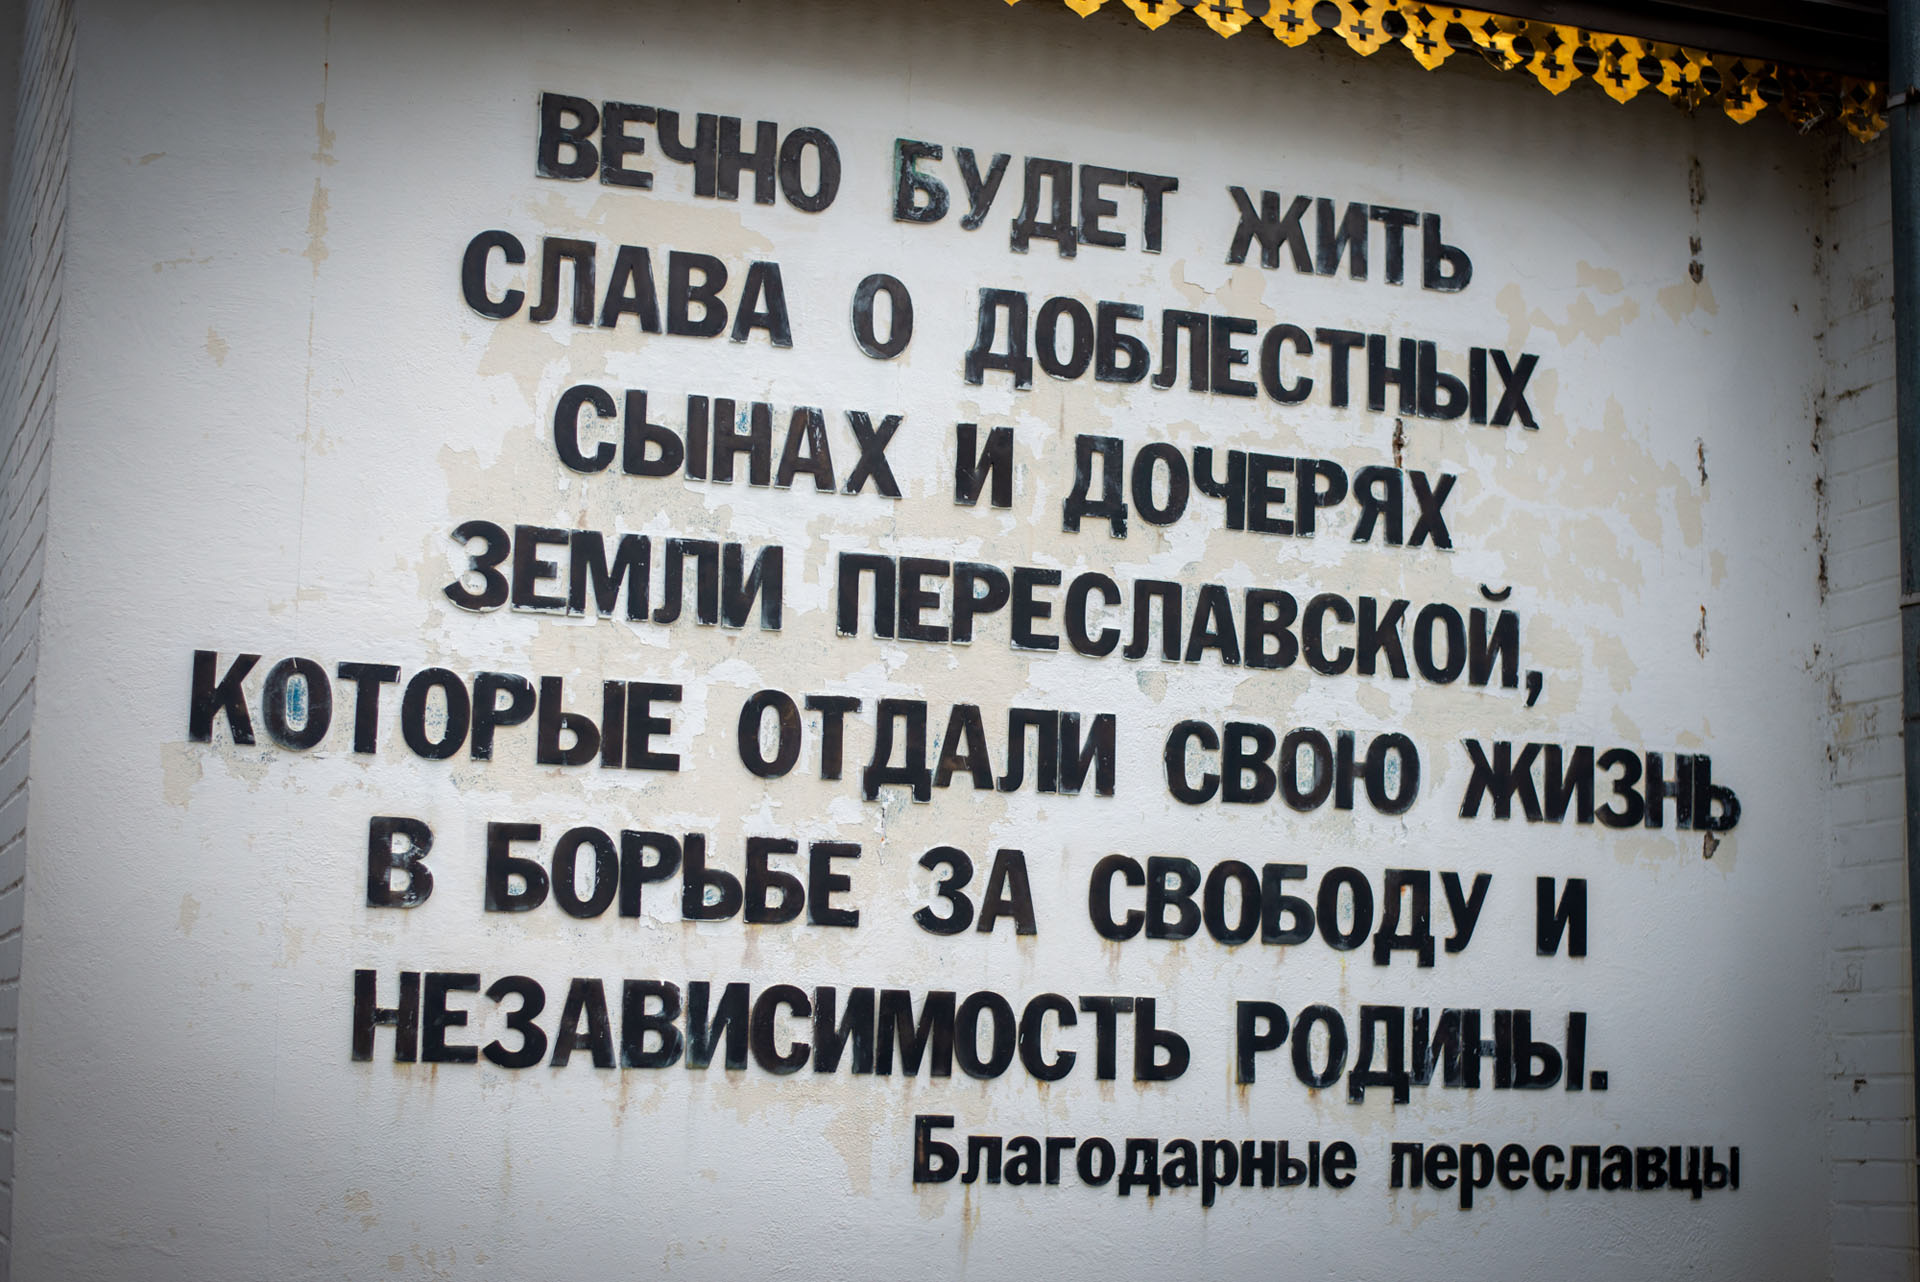 ВЕЧНО БУДЕТ ЖИТЬ
СЛАВА О ДОБЛЕСТНЫХ
СЫНАХ И ДОЧЕРЯХ
ЗЕМЛИ ПЕРЕСЛАВСКОЙ,
КОТОРЫЕ ОТДАЛИ СВОЮ ЖИЗНЬ
В БОРЬБЕ ЗА СВОБОДУ И
НЕЗАВИСИМОСТЬ РОДИНЫ.
Благодарные переславцы